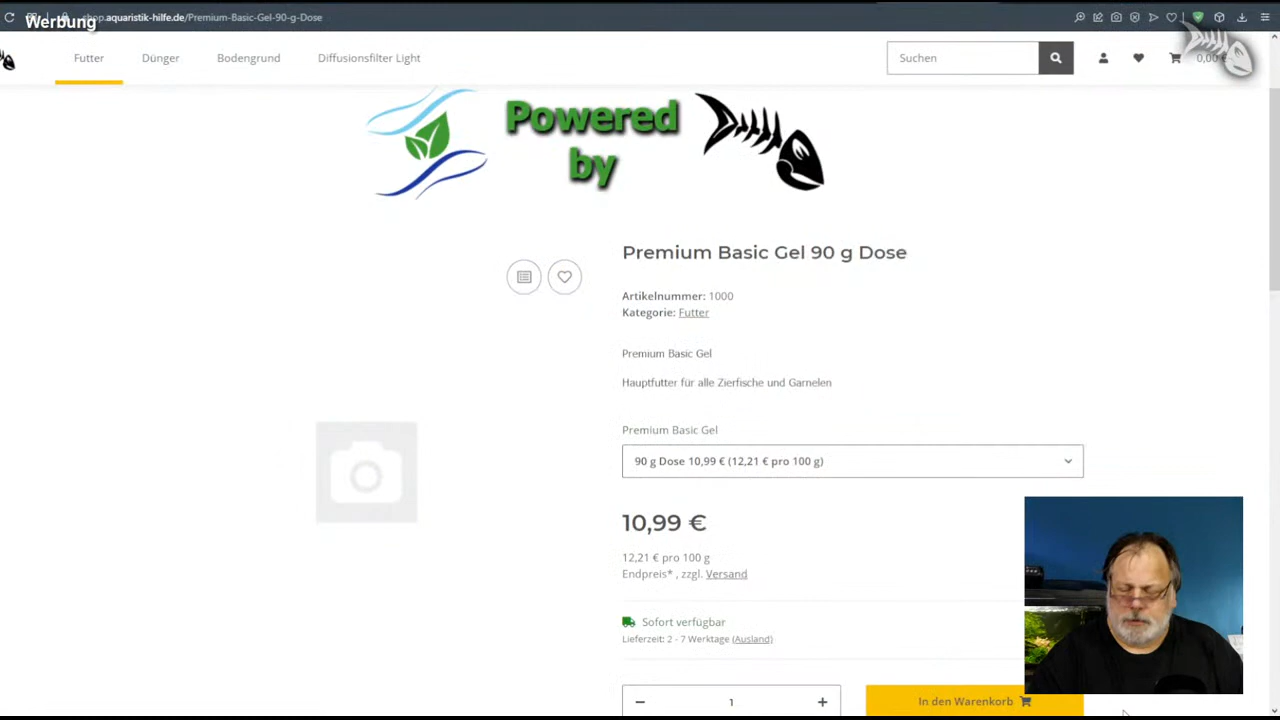 Werbung
shop.aquaristik-hilfe.de/Premium-Basic-Gel-90-g-Dose
Futter
Dünger
Bodengrund
Diffusionsfilter Light
Suchen
0,00 €
Powered
by
Premium Basic Gel 90 g Dose
Artikelnummer: 1000
Kategorie: Futter
Premium Basic Gel
Hauptfutter für alle Zierfische und Garnelen
Premium Basic Gel
90 g Dose 10,99 € (12,21 € pro 100 g)
10,99 €
12,21 € pro 100 g
Endpreis* , zzgl. Versand
Sofort verfügbar
Lieferzeit: 2 - 7 Werktage (Ausland)
1
In den Warenkorb